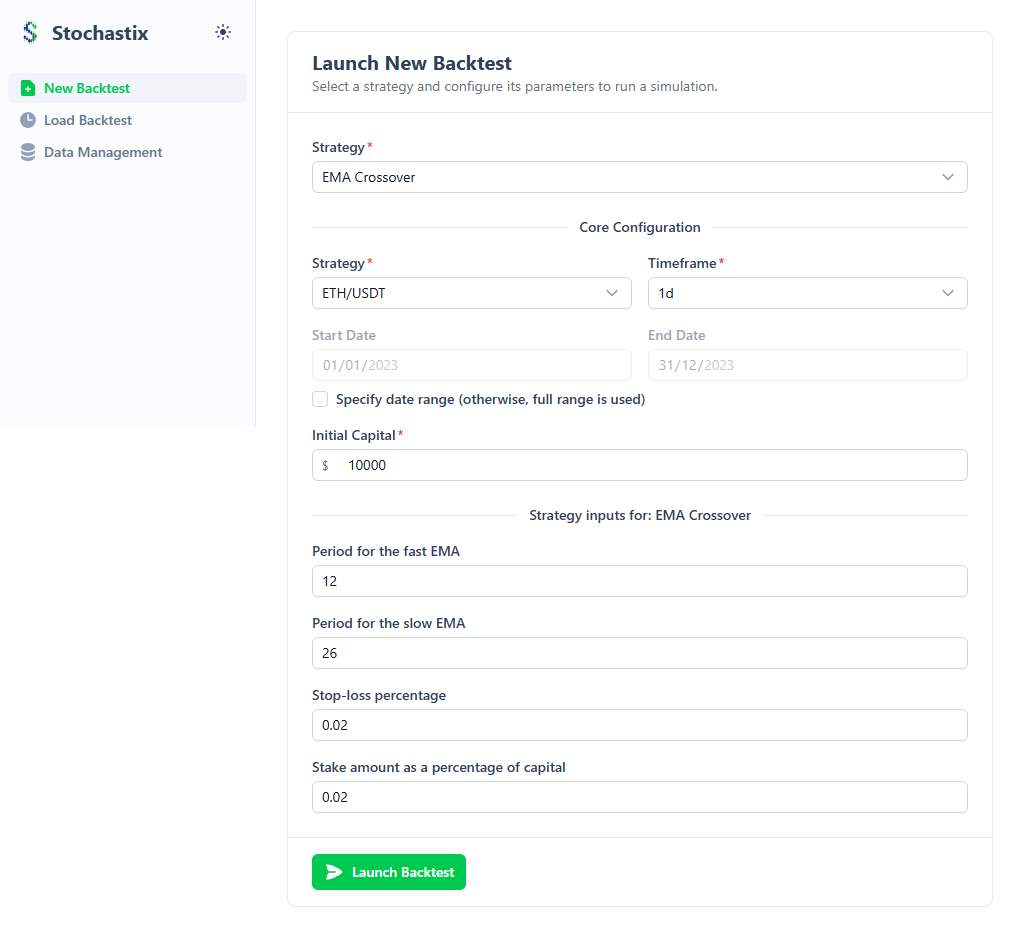 Stochastix
New Backtest
Load Backtest
Data Management
Launch New Backtest
Select a strategy and configure its parameters to run a simulation.
Strategy*
EMA Crossover
Core Configuration
Strategy* Timeframe*
ETH/USDT 1d
Start Date End Date
01/01/2023 31/12/2023
Specify date range (otherwise, full range is used)
Initial Capital*
$ 10000
Strategy inputs for: EMA Crossover
Period for the fast EMA
12
Period for the slow EMA
26
Stop-loss percentage
0.02
Stake amount as a percentage of capital
0.02
Launch Backtest